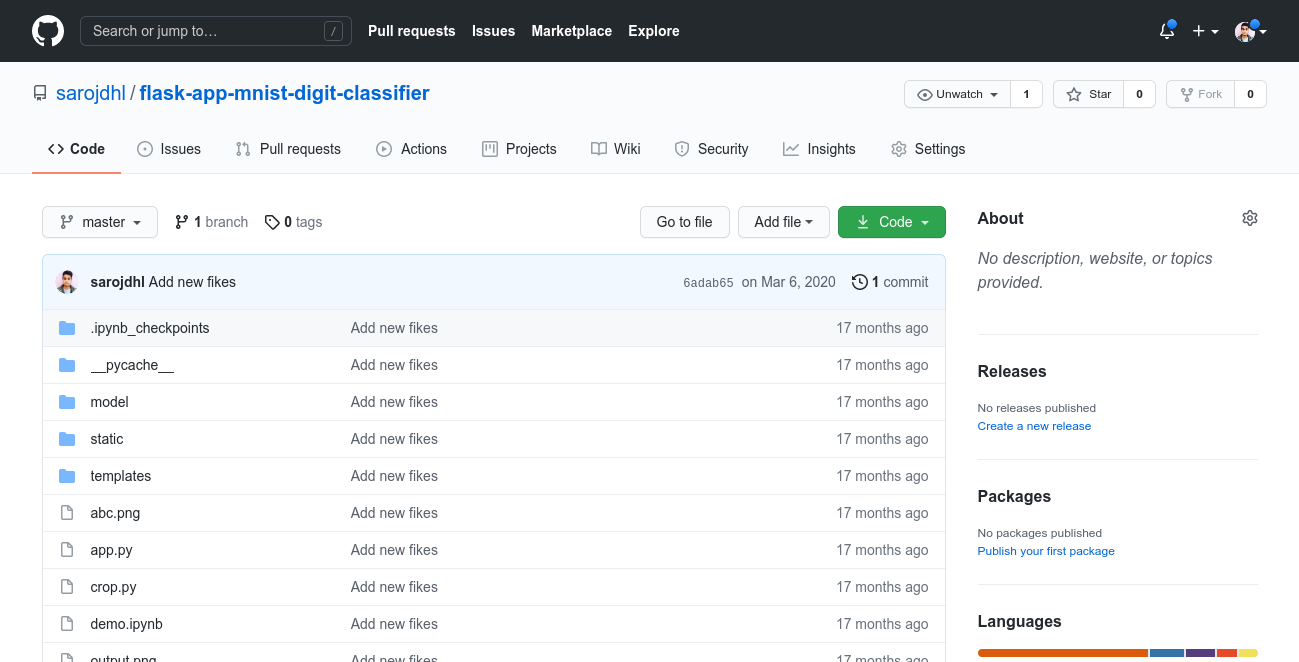 Search or jump to… / Pull requests Issues Marketplace Explore
sarojdhl / flask-app-mnist-digit-classifier Unwatch 1 Star 0 Fork 0
Code Issues Pull requests Actions Projects Wiki Security Insights Settings
master 1 branch 0 tags Go to file Add file Code
sarojdhl Add new fikes 6adab65 on Mar 6, 2020 1 commit
.ipynb_checkpoints Add new fikes 17 months ago
__pycache__ Add new fikes 17 months ago
model Add new fikes 17 months ago
static Add new fikes 17 months ago
templates Add new fikes 17 months ago
abc.png Add new fikes 17 months ago
app.py Add new fikes 17 months ago
crop.py Add new fikes 17 months ago
demo.ipynb Add new fikes 17 months ago
output.png Add new fikes 17 months ago
About
No description, website, or topics
provided.
Releases
No releases published
Create a new release
Packages
No packages published
Publish your first package
Languages